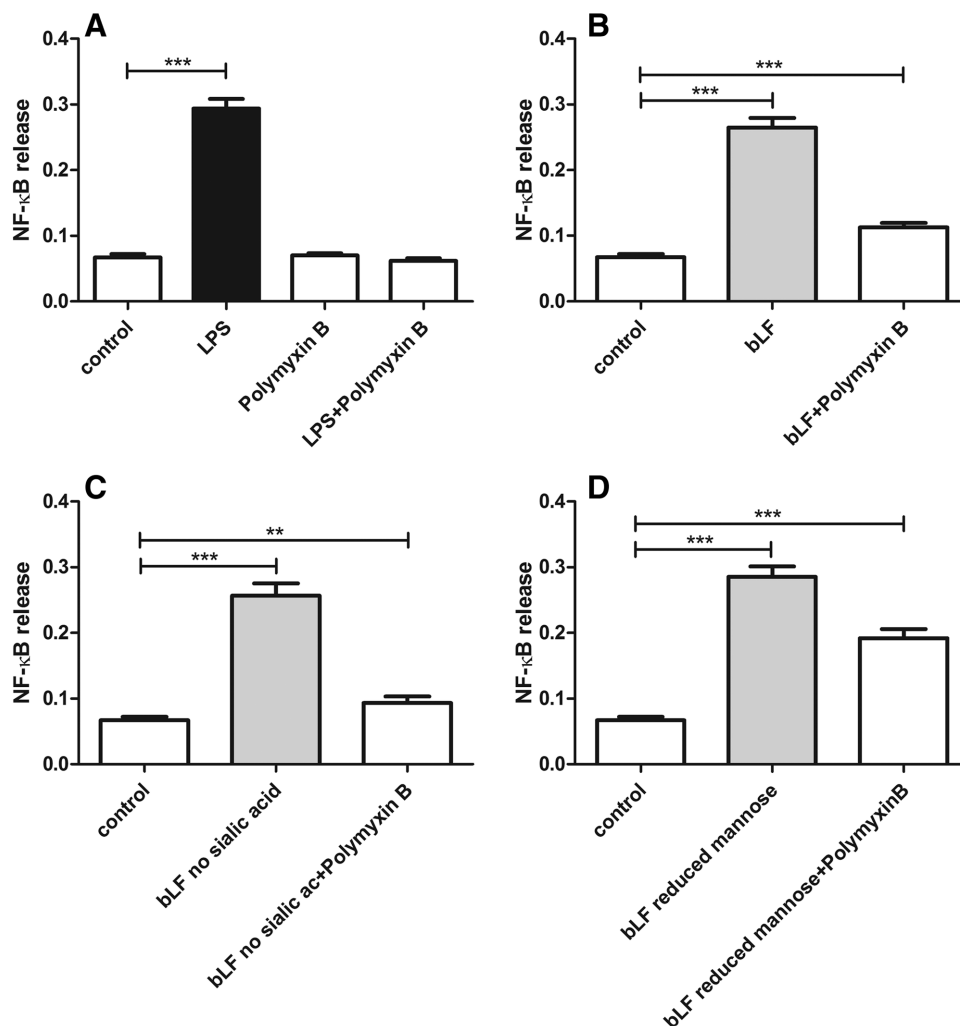 A
NF-κB release
0.4
0.3
0.2
0.1
0.0
***
control
LPS
Polymyxin B
LPS+Polymyxin B
B
NF-κB release
0.4
0.3
0.2
0.1
0.0
***
***
control
bLF
bLF+Polymyxin B
C
NF-κB release
0.4
0.3
0.2
0.1
0.0
**
***
control
bLF no sialic acid
bLF no sialic ac+Polymyxin B
D
NF-κB release
0.4
0.3
0.2
0.1
0.0
***
***
control
bLF reduced mannose
bLF reduced mannose+PolymyxinB